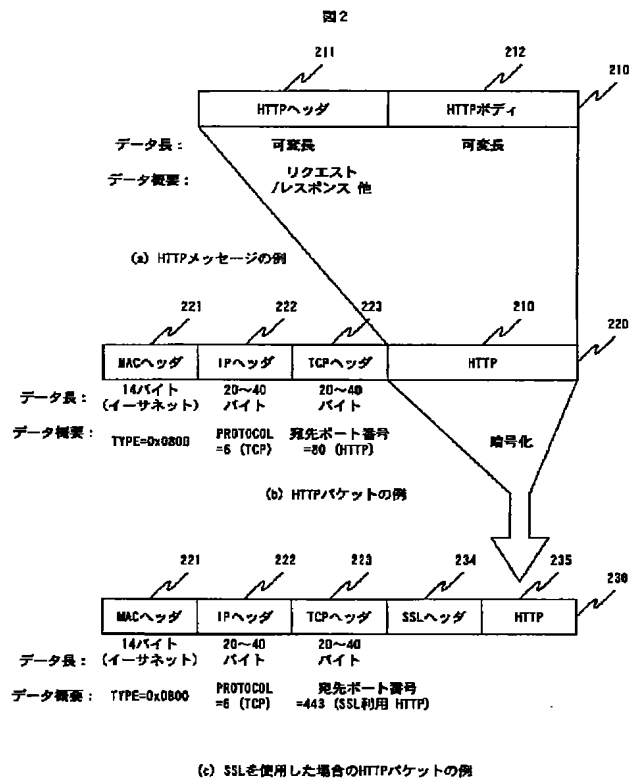 図2
211 212
210
HTTPヘッダ HTTPボディ
データ長： 可変長 可変長
データ概要： リクエスト
/レスポンス 他
(a) HTTPメッセージの例
221 222 223 210
220
MACヘッダ IPヘッダ TCPヘッダ HTTP
データ長： 14バイト 20～40 20～40
(イーサネット) バイト バイト
データ概要： TYPE=0x0800 PROTOCOL 宛先ポート番号
=6 (TCP) =80 (HTTP)
暗号化
(b) HTTPパケットの例
221 222 223 234 235
230
MACヘッダ IPヘッダ TCPヘッダ SSLヘッダ HTTP
14バイト 20～40 20～40
データ長： (イーサネット) バイト バイト
データ概要： TYPE=0x0800 PROTOCOL 宛先ポート番号
=6 (TCP) =443 (SSL利用 HTTP)
(c) SSLを使用した場合のHTTPパケットの例